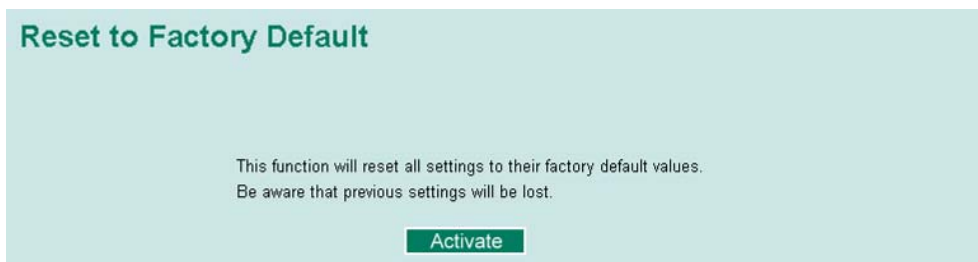 Reset to Factory Default
This function will reset all settings to their factory default values.
Be aware that previous settings will be lost.
Activate